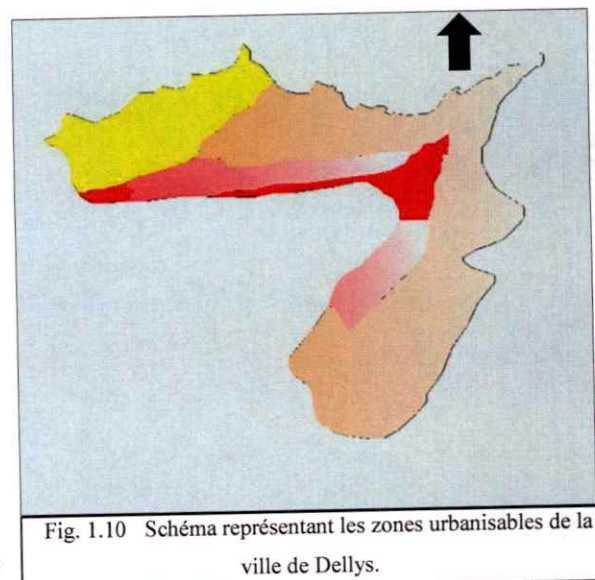 Fig. 1.10 Schéma représentant les zones urbanisables de la
ville de Dellys.